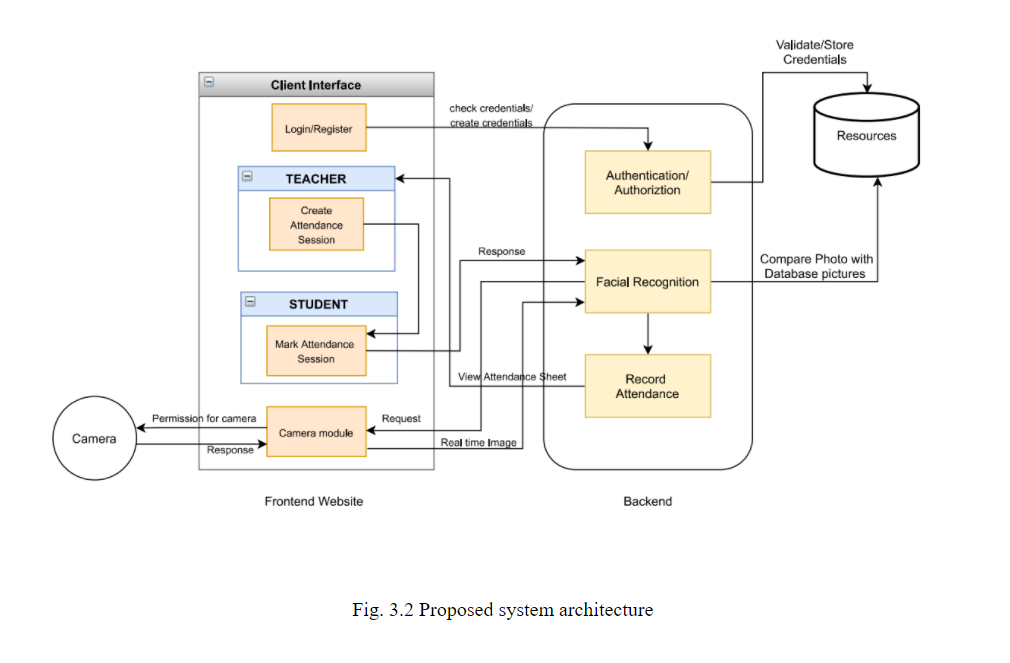 Validate/Store
Credentials
Client Interface
check credentials/
create credentials
Login/Register
Resources
Authentication/
Authoriztion
TEACHER
Create
Attendance
Session
Response
Compare Photo with
Database pictures
Facial Recognition
STUDENT
Mark Attendance
Session
View Attendance Sheet
Record
Attendance
Permission for camera
Request
Camera
Camera module
Response
Real time Image
Frontend Website
Backend
Fig. 3.2 Proposed system architecture